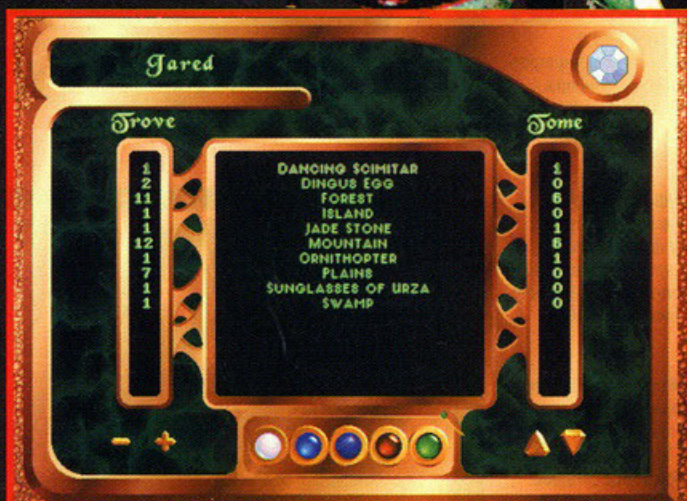 Jared
Trove Tome
1 DANCING SCIMITAR 1
2 DINGUS EGG 0
11 FOREST 6
1 ISLAND 0
1 JADE STONE 1
12 MOUNTAIN 6
1 ORNITHOPTER 1
7 PLAINS 0
1 SUNGLASSES OF URZA 0
1 SWAMP 0